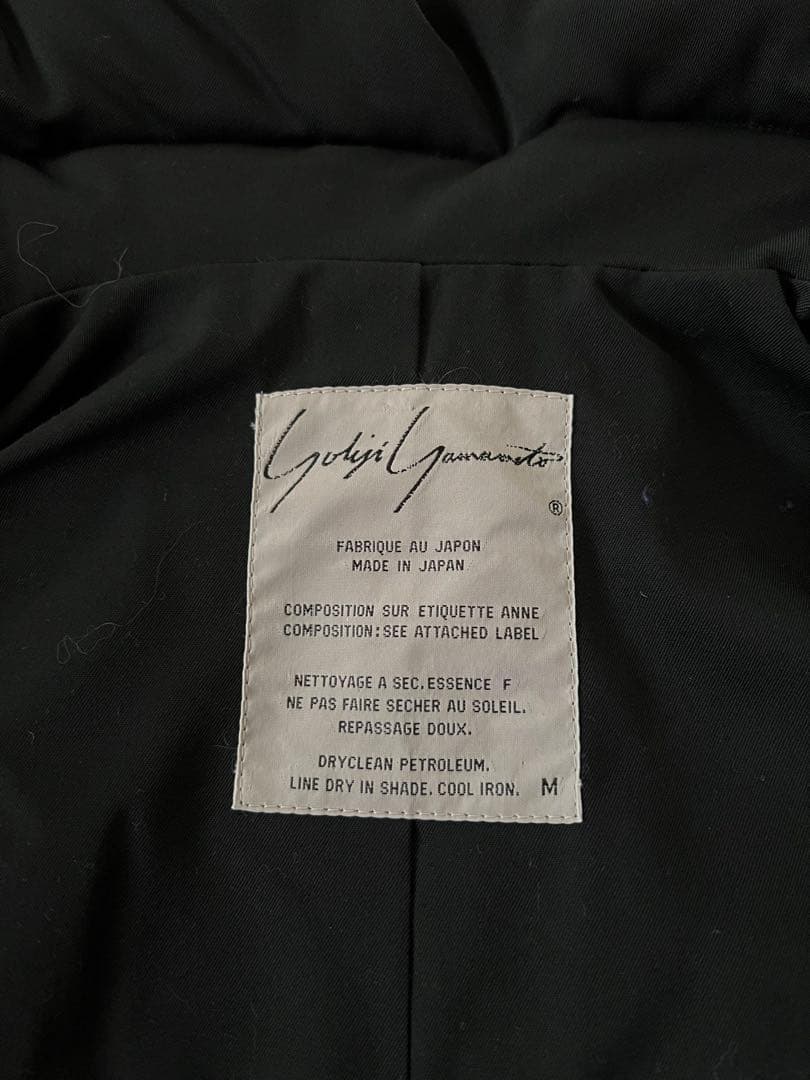 Yohji Yamamoto
®
FABRIQUE AU JAPON
MADE IN JAPAN
COMPOSITION SUR ETIQUETTE ANNE
COMPOSITION:SEE ATTACHED LABEL
NETTOYAGE A SEC.ESSENCE F
NE PAS FAIRE SECHER AU SOLEIL.
REPASSAGE DOUX.
DRYCLEAN PETROLEUM.
LINE DRY IN SHADE. COOL IRON. M